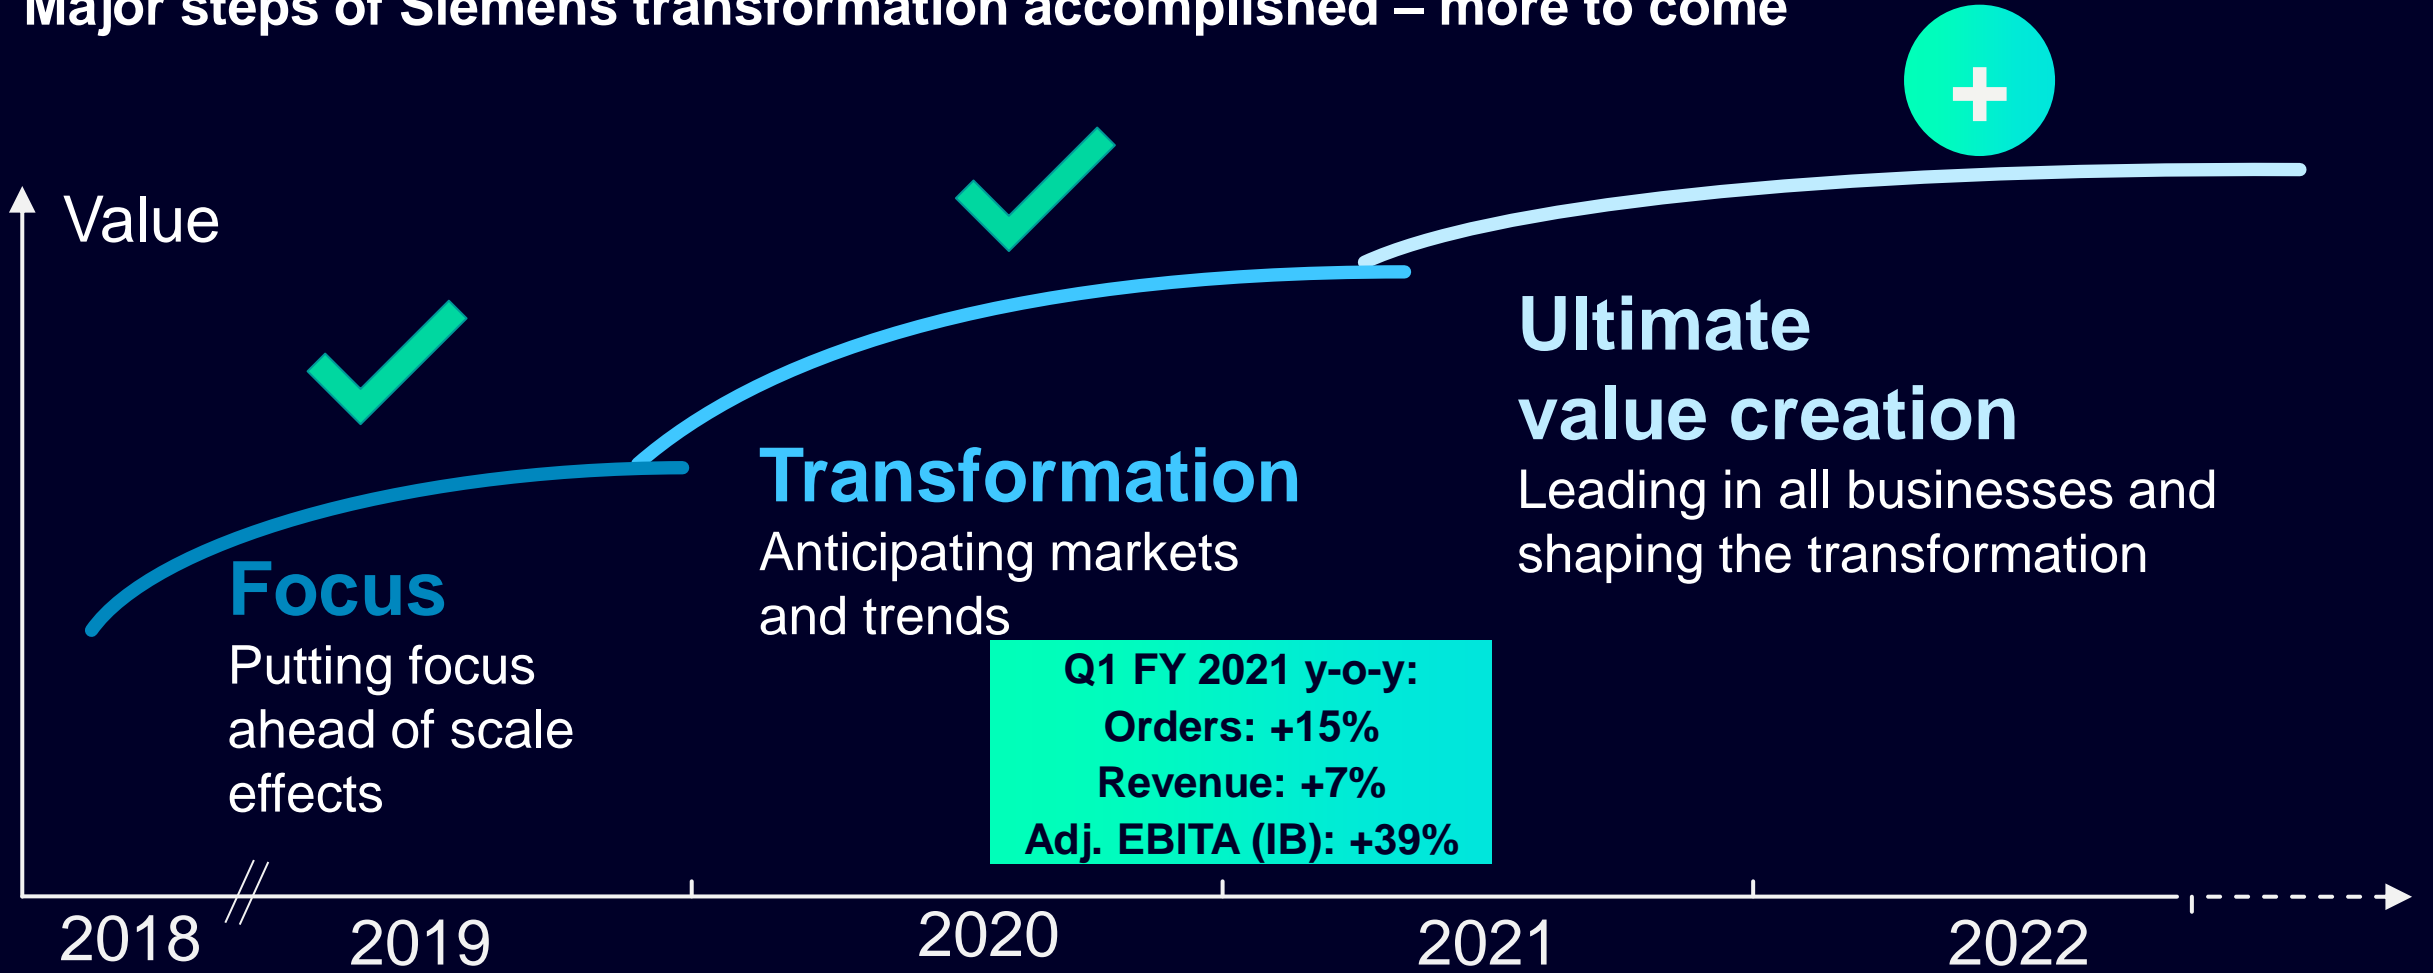 Major steps of Siemens transformation accomplished – more to come
+
Value
Focus
Putting focus
ahead of scale
effects
Transformation
Anticipating markets
and trends
Ultimate
value creation
Leading in all businesses and
shaping the transformation
Q1 FY 2021 y-o-y:
Orders: +15%
Revenue: +7%
Adj. EBITA (IB): +39%
2018
2019
2020
2021
2022